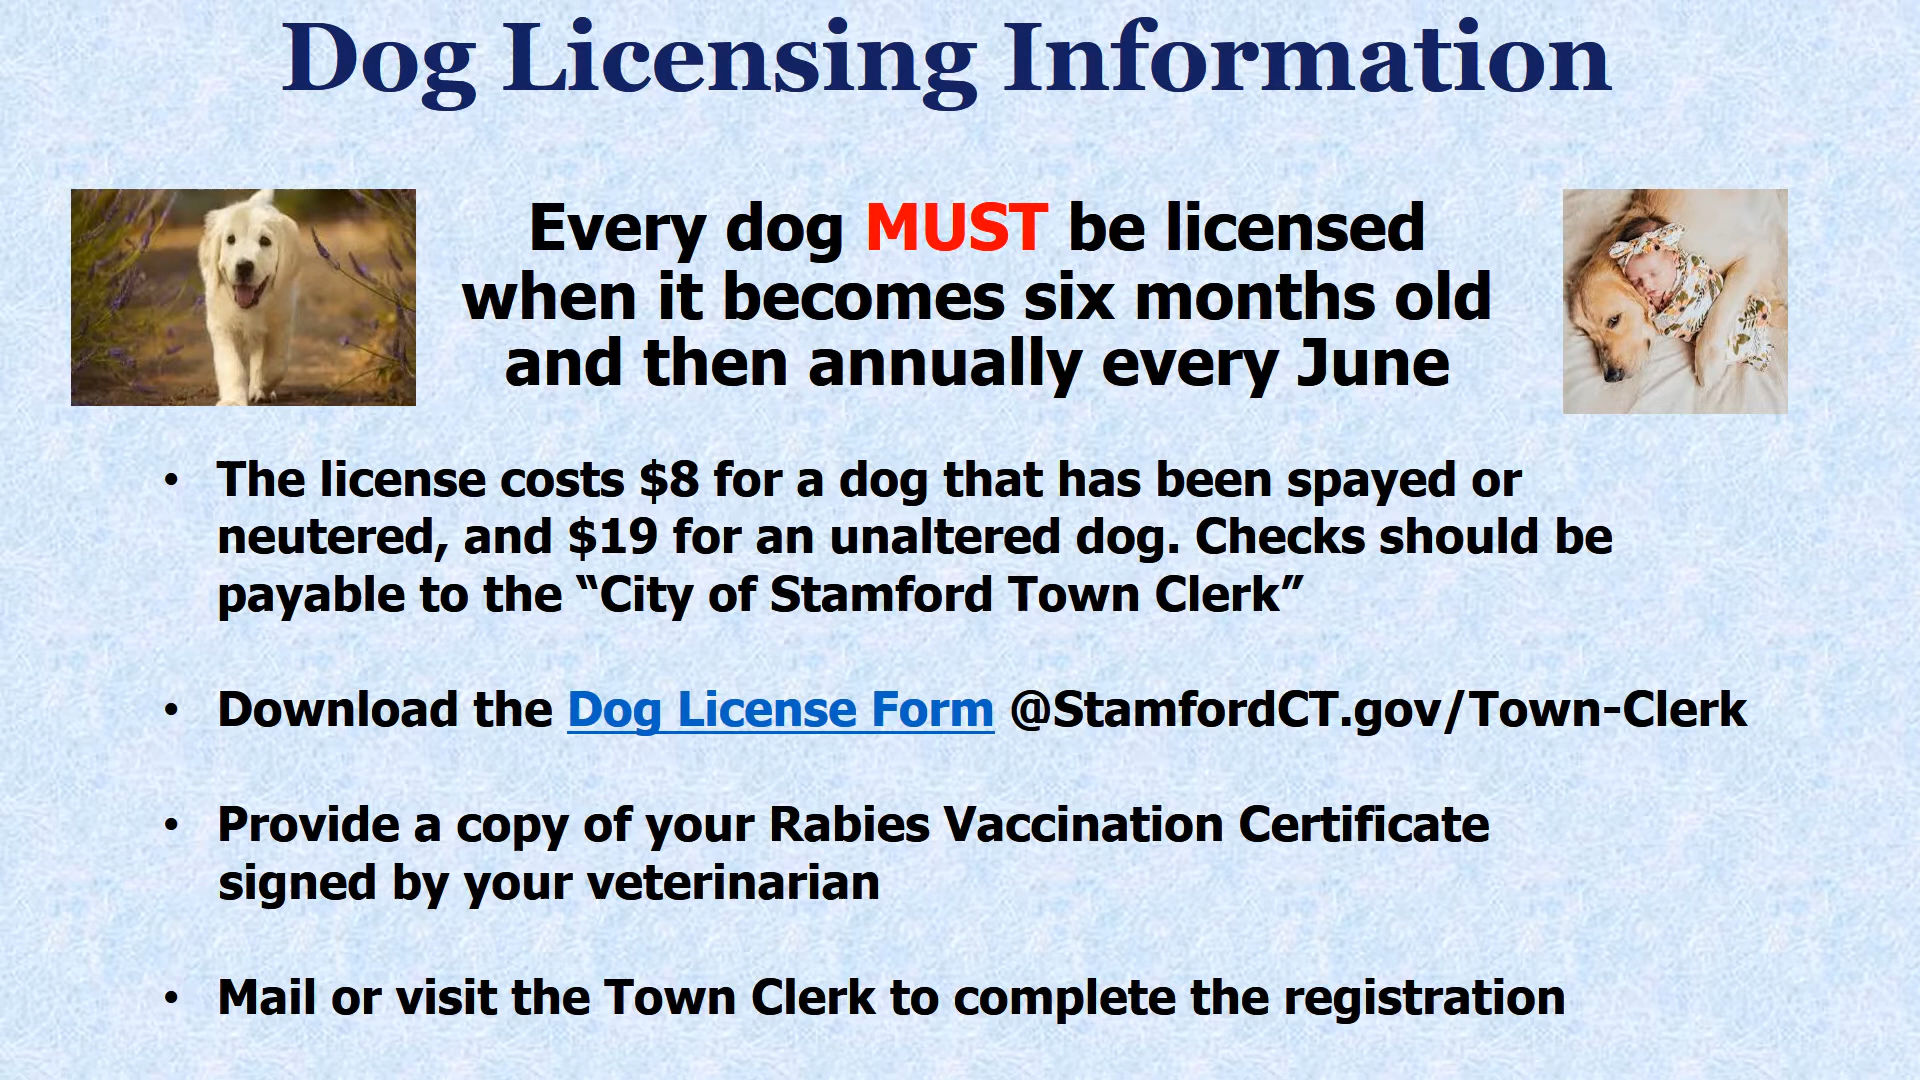 Dog Licensing Information
Every dog MUST be licensed
when it becomes six months old
and then annually every June
• The license costs $8 for a dog that has been spayed or
neutered, and $19 for an unaltered dog. Checks should be
payable to the “City of Stamford Town Clerk”
• Download the Dog License Form @StamfordCT.gov/Town-Clerk
• Provide a copy of your Rabies Vaccination Certificate
signed by your veterinarian
• Mail or visit the Town Clerk to complete the registration